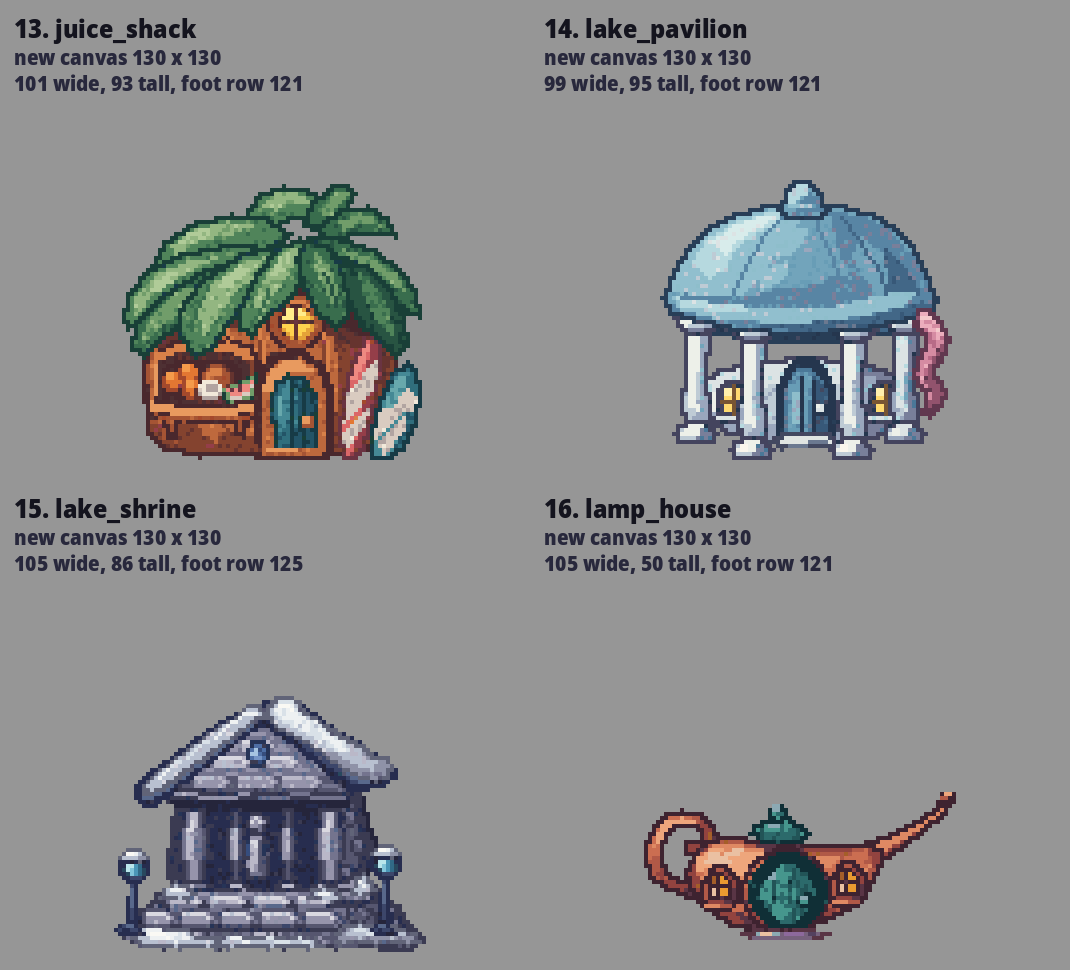 13. juice_shack
new canvas 130 x 130
101 wide, 93 tall, foot row 121
14. lake_pavilion
new canvas 130 x 130
99 wide, 95 tall, foot row 121
15. lake_shrine
new canvas 130 x 130
105 wide, 86 tall, foot row 125
16. lamp_house
new canvas 130 x 130
105 wide, 50 tall, foot row 121